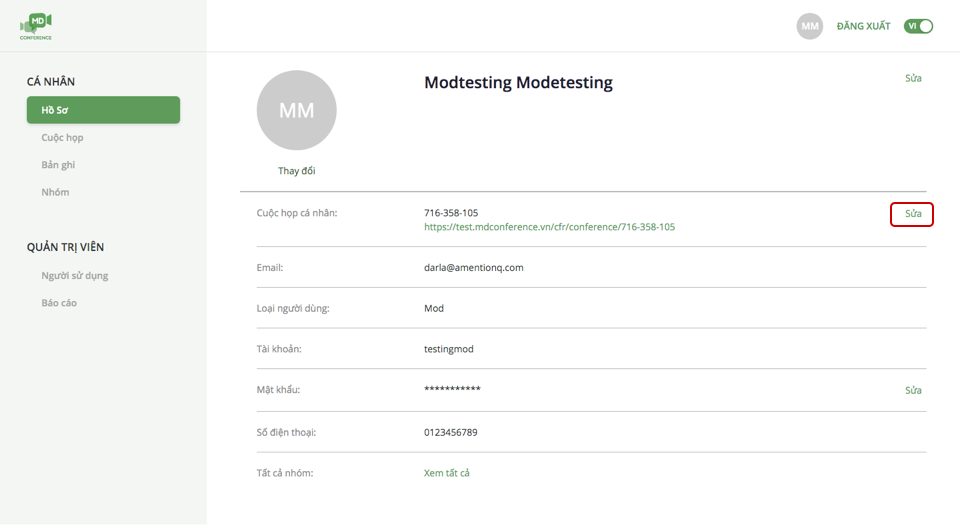 MD
CONFERENCE
MM
ĐĂNG XUẤT
VI
CÁ NHÂN
Hồ Sơ
Cuộc họp
Bản ghi
Nhóm
QUẢN TRỊ VIÊN
Người sử dụng
Báo cáo
MM
Thay đổi
Modtesting Modetesting
Sửa
Cuộc họp cá nhân:
716-358-105
https://test.mdconference.vn/cfr/conference/716-358-105
Sửa
Email:
darla@amentionq.com
Loại người dùng:
Mod
Tài khoản:
testingmod
Mật khẩu:
***********
Sửa
Số điện thoại:
0123456789
Tất cả nhóm:
Xem tất cả